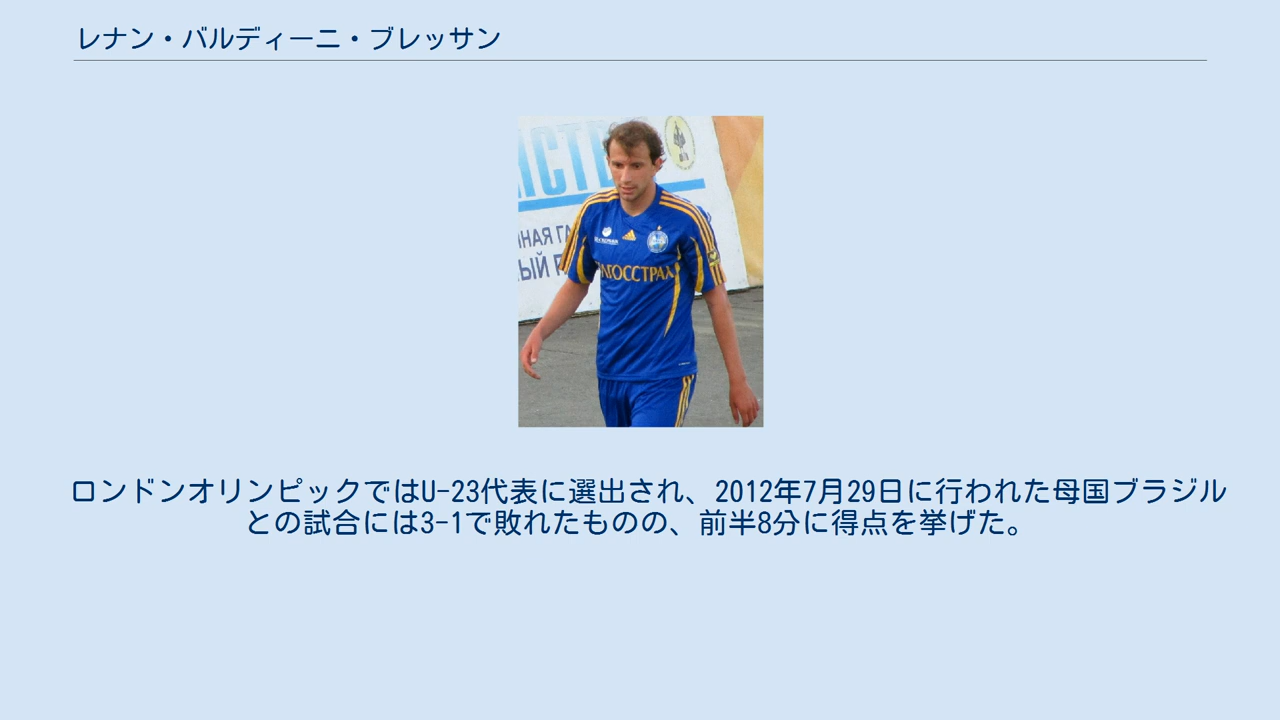 レナン・バルディーニ・ブレッサン
ННАЯ ГА
ЫЙ Р
ГОССТРАХ
ロンドンオリンピックではU-23代表に選出され、2012年7月29日に行われた母国ブラジル
との試合には3-1で敗れたものの、前半8分に得点を挙げた。